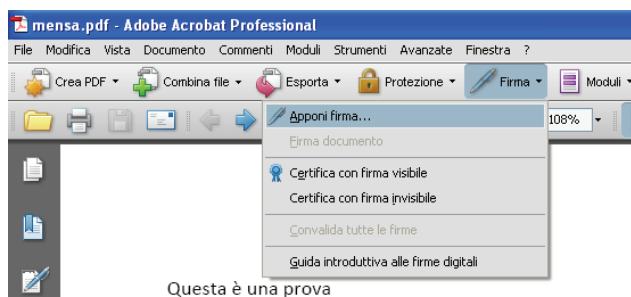 mensa.pdf - Adobe Acrobat Professional
File Modifica Vista Documento Commenti Moduli Strumenti Avanzate Finestra ?
Crea PDF Combina file Esporta Protezione Firma Moduli
108%
Apponi firma...
Firma documento
Certifica con firma visibile
Certifica con firma invisibile
Convalida tutte le firme
Guida introduttiva alle firme digitali
Questa è una prova